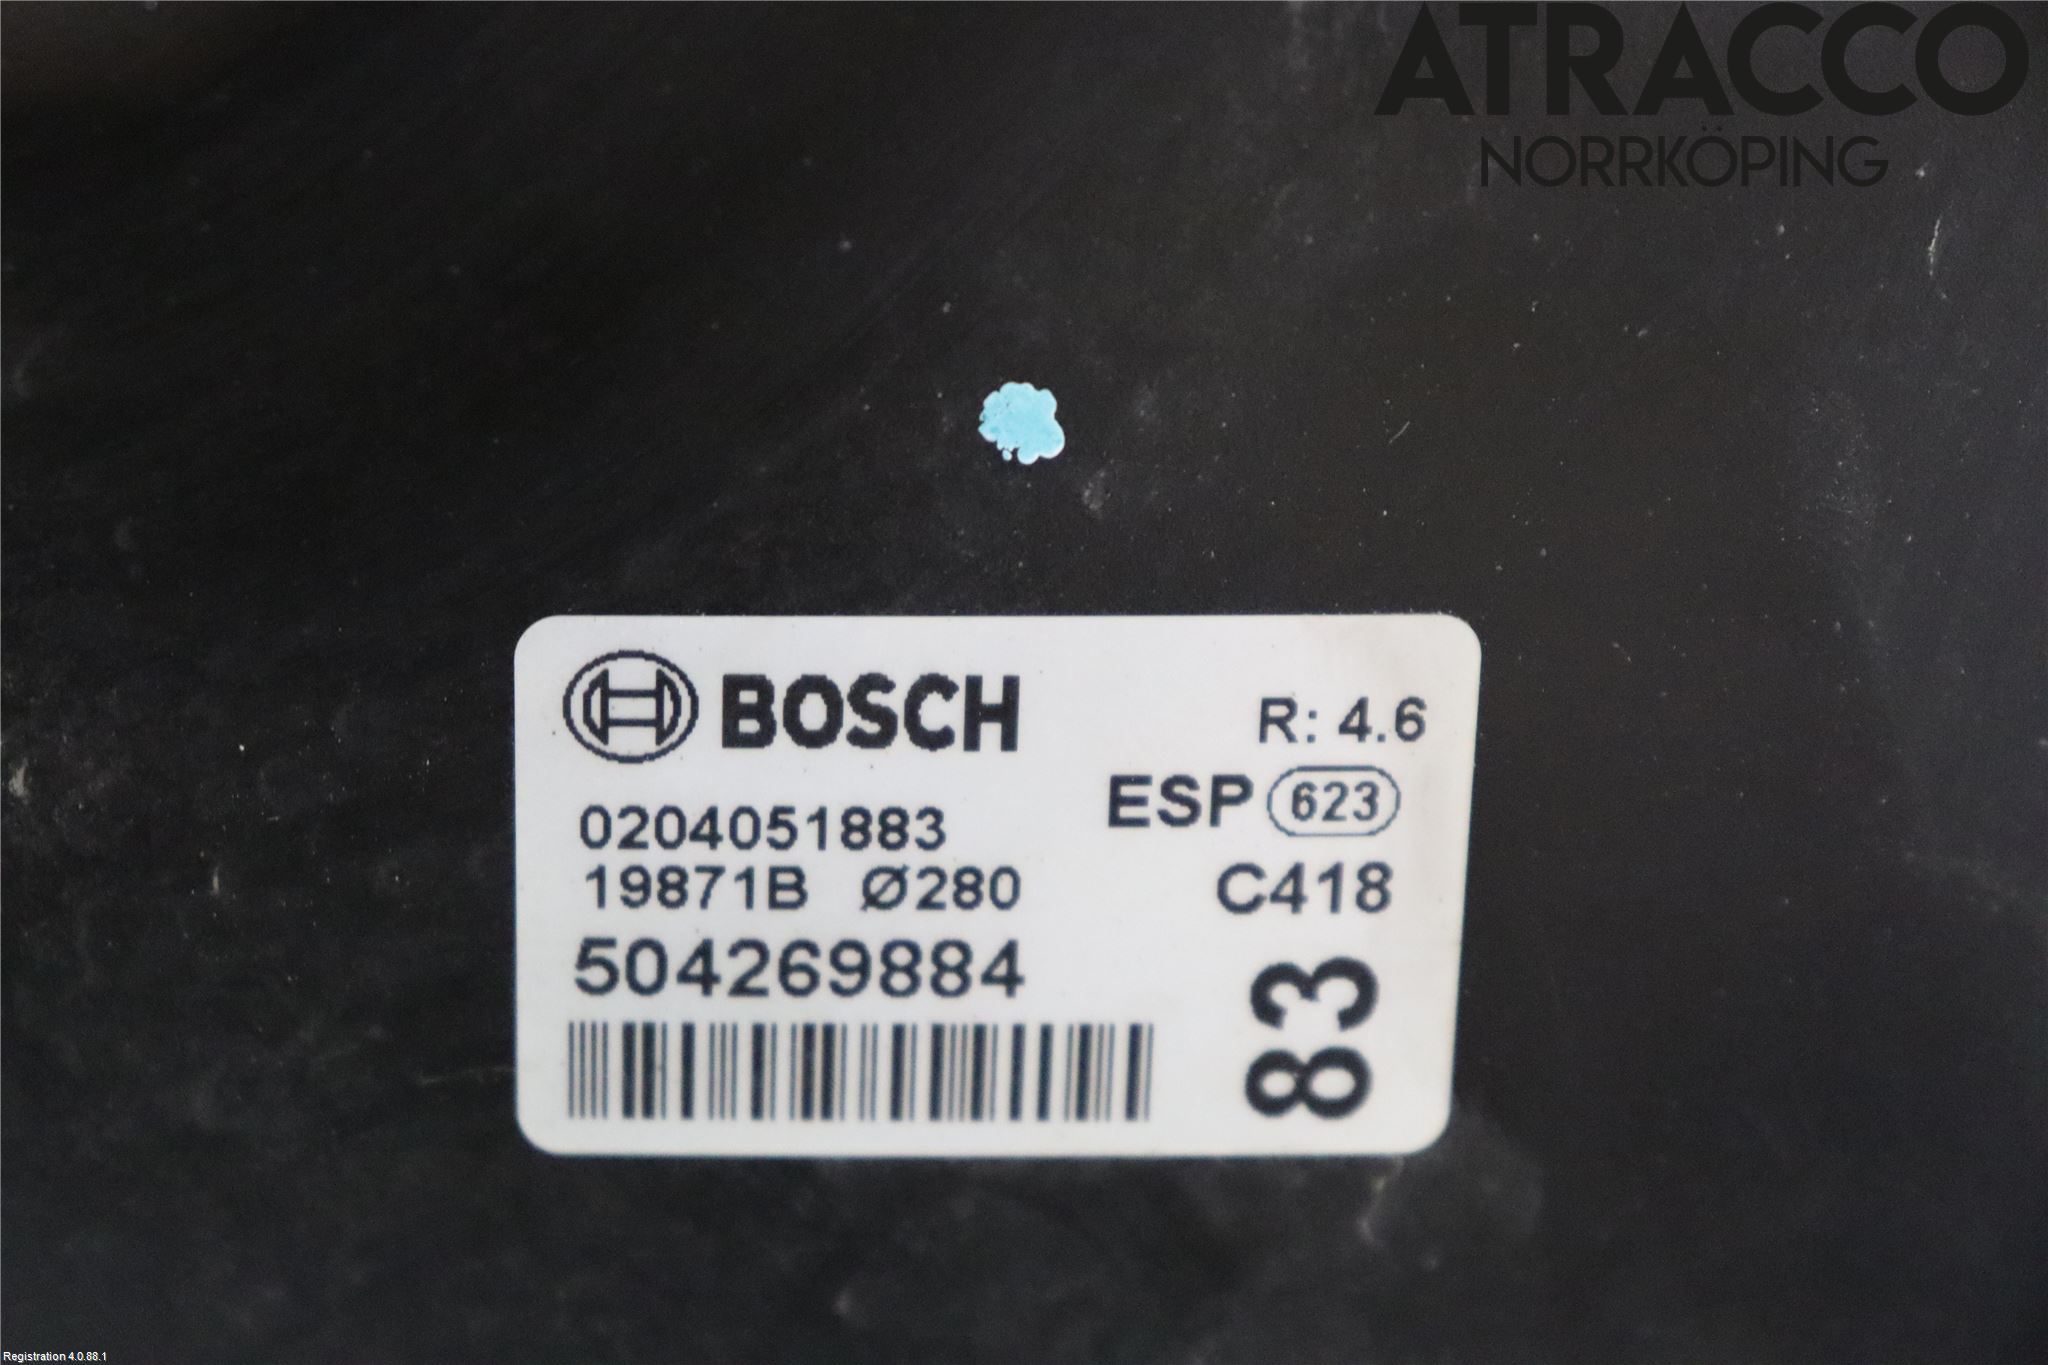 ATRACCO
NORRKÖPING
BOSCH
R: 4.6
ESP 623
0204051883
19871B Ø280
C418
504269884
83
Registration 4.0.88.1